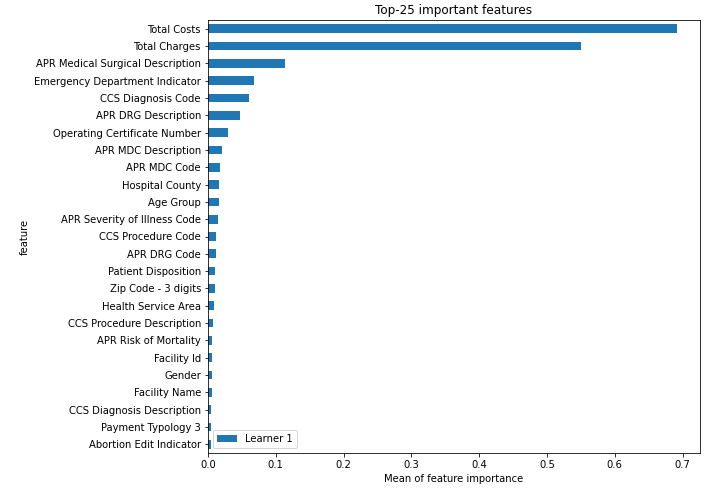 Top-25 important features
Total Costs
Total Charges
APR Medical Surgical Description
Emergency Department Indicator
CCS Diagnosis Code
APR DRG Description
Operating Certificate Number
APR MDC Description
APR MDC Code
Hospital County
Age Group
APR Severity of Illness Code
CCS Procedure Code
APR DRG Code
Patient Disposition
Zip Code - 3 digits
Health Service Area
CCS Procedure Description
APR Risk of Mortality
Facility Id
Gender
Facility Name
CCS Diagnosis Description
Payment Typology 3
Abortion Edit Indicator
feature
Learner 1
0.0 0.1 0.2 0.3 0.4 0.5 0.6 0.7
Mean of feature importance